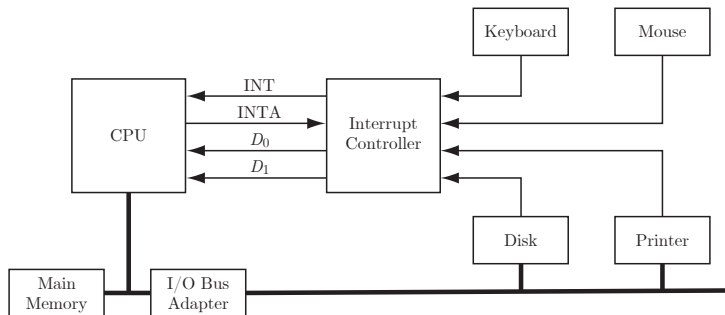 Keyboard
Mouse
INT
INTA
CPU
Interrupt
Controller
D0
D1
Disk
Printer
Main
Memory
I/O Bus
Adapter